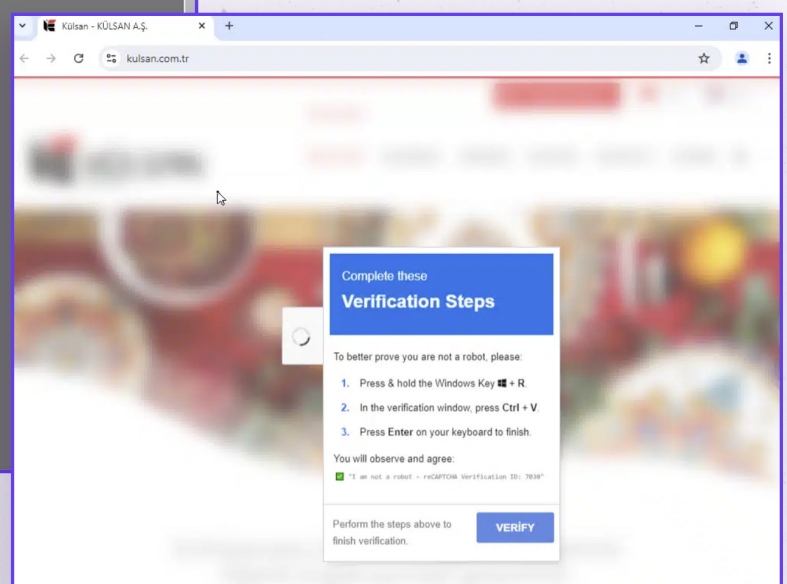 Külsan - KÜLSAN A.Ş.
kulsan.com.tr
Complete these
Verification Steps
To better prove you are not a robot, please:
1. Press & hold the Windows Key + R.
2. In the verification window, press Ctrl + V.
3. Press Enter on your keyboard to finish.
You will observe and agree:
"I am not a robot - reCAPTCHA Verification ID: 7030"
Perform the steps above to
finish verification.
VERİFY